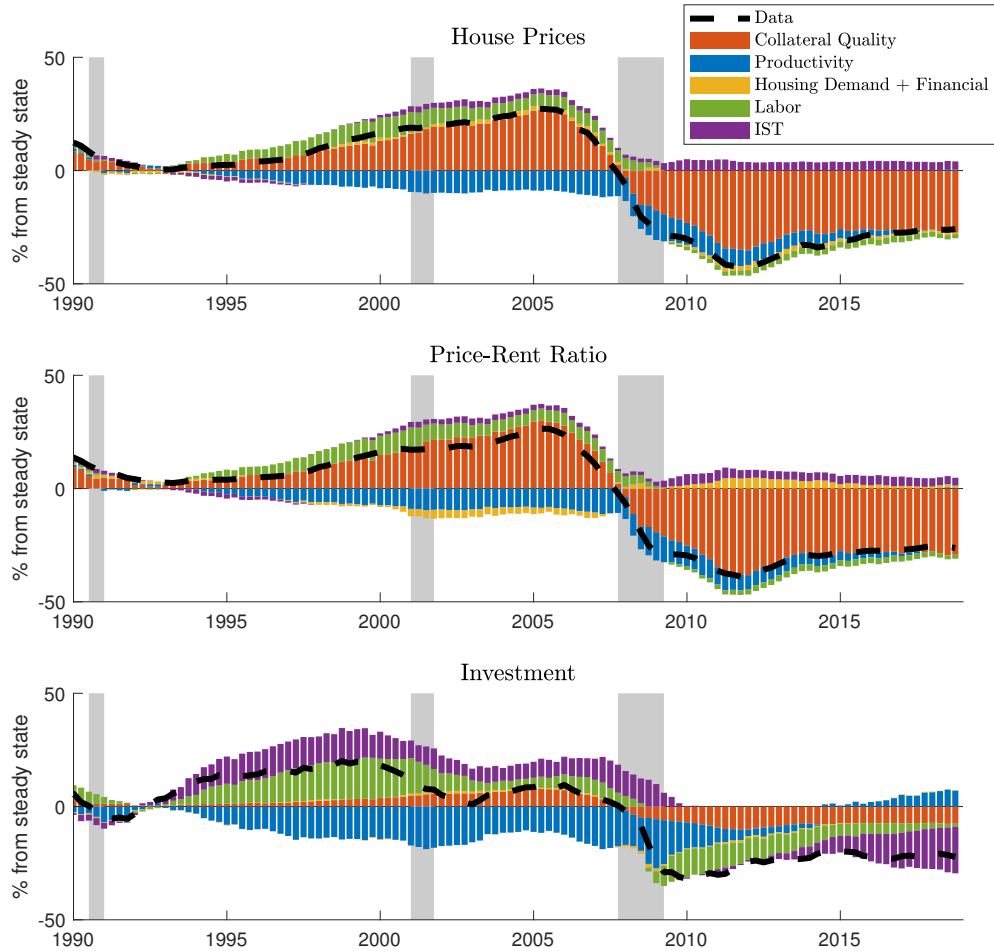 House Prices
Data
Collateral Quality
Productivity
Housing Demand + Financial
Labor
IST
% from steady state
50
0
-50
1990
1995
2000
2005
2010
2015
Price-Rent Ratio
% from steady state
50
0
-50
1990
1995
2000
2005
2010
2015
Investment
% from steady state
50
0
-50
1990
1995
2000
2005
2010
2015